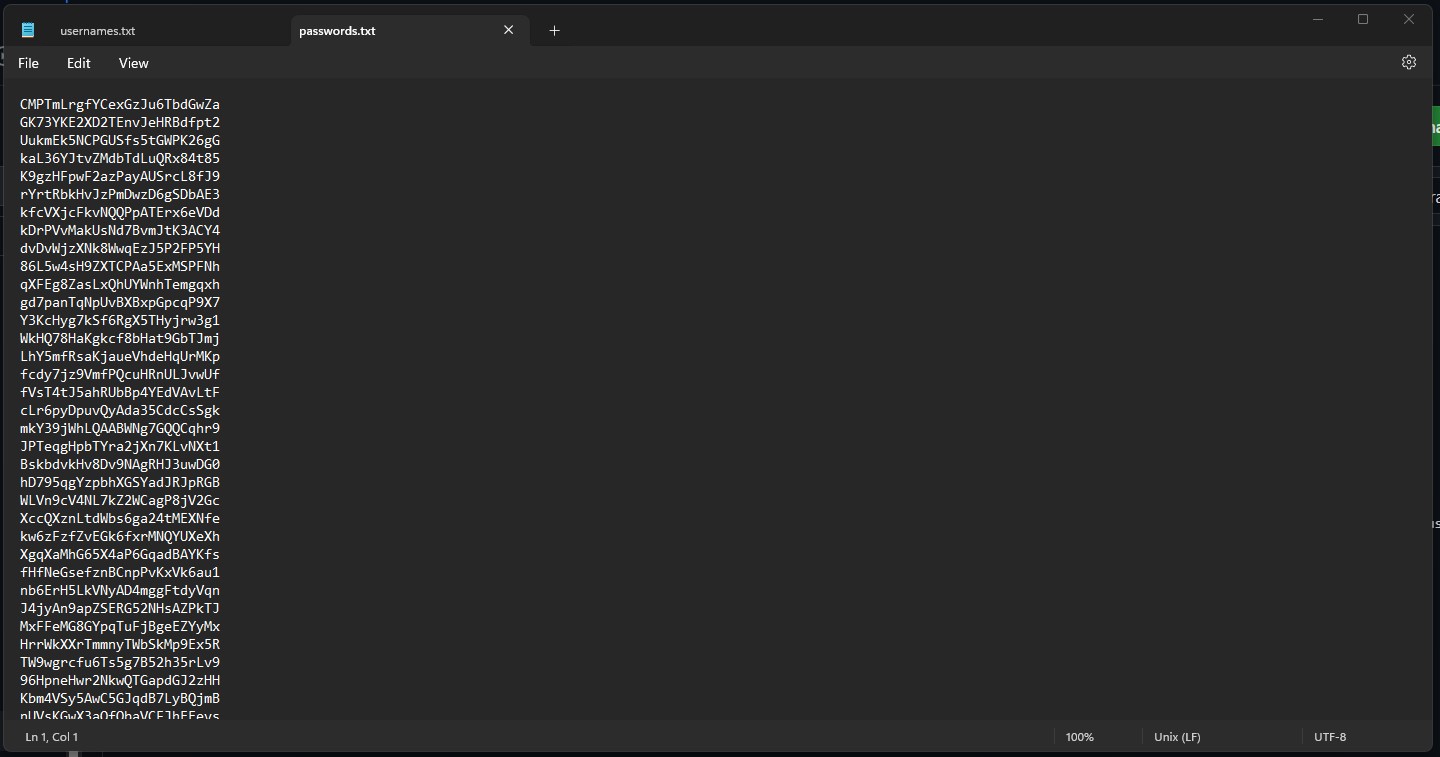 usernames.txt
passwords.txt
File Edit View
CMPTmLrgfYCexGzJu6TbdGwZa
GK73YKE2XD2TEnvJeHRBdfpt2
UukmEk5NCPGUSfs5tGWPK26gG
kaL36YJtvZMdbTdLuQRx84t85
K9gzHFpwF2azPayAUSrcL8fJ9
rYrtRbkHvJzPmDwzD6gSDbAE3
kfcVXjcFkvNQQPpATErx6eVDd
kDrPVvMakUsNd7BvmJtK3ACY4
dvDvWjzXNk8WwqEzJ5P2FP5YH
86L5w4sH9ZXTCPAa5ExMSPFNh
qXFEg8ZasLxQhUYWnhTemgqxh
gd7panTqNpUvBXBxpGpcqP9X7
Y3KcHyg7kSf6RgX5THyjrw3g1
WkHQ78HaKgkcf8bHat9GbTJmj
LhY5mfRsaKjaueVhdeHqUrMKp
fcdy7jz9VmfPQcuHRnULJvwUf
fVsT4tJ5ahRUbBp4YEdVAvLtF
cLr6pyDpuvQyAda35CdcCsSgk
mkY39jWhLQAABWNg7GQQCqhr9
JPTeqgHpbTYra2jXn7KLvNXt1
BskbdvkHv8Dv9NAgRHJ3uwDG0
hD795qgYzpbhXGSYadJRJpRGB
WLVn9cV4NL7kZ2WCagP8jV2Gc
XccQXznLtdWbs6ga24tMEXNfe
kw6zFzfZvEGk6fxrMNQYUXeXh
XgqXaMhG65X4aP6GqadBAYKfs
fHfNeGsefznBCnpPvKxVk6au1
nb6ErH5LkVNyAD4mggFtdyVqn
J4jyAn9apZSERG52NHsAZPkTJ
MxFFeMG8GYpqTuFjBgeEZYyMx
HrrWkXXrTmmnyTWbSkMp9Ex5R
TW9wgrcfu6Ts5g7B52h35rLv9
96HpneHwr2NkwQTGapdGJ2zHH
Kbm4VSy5AwC5GJqdB7LyBQjmB
Ln 1, Col 1
100%
Unix (LF)
UTF-8